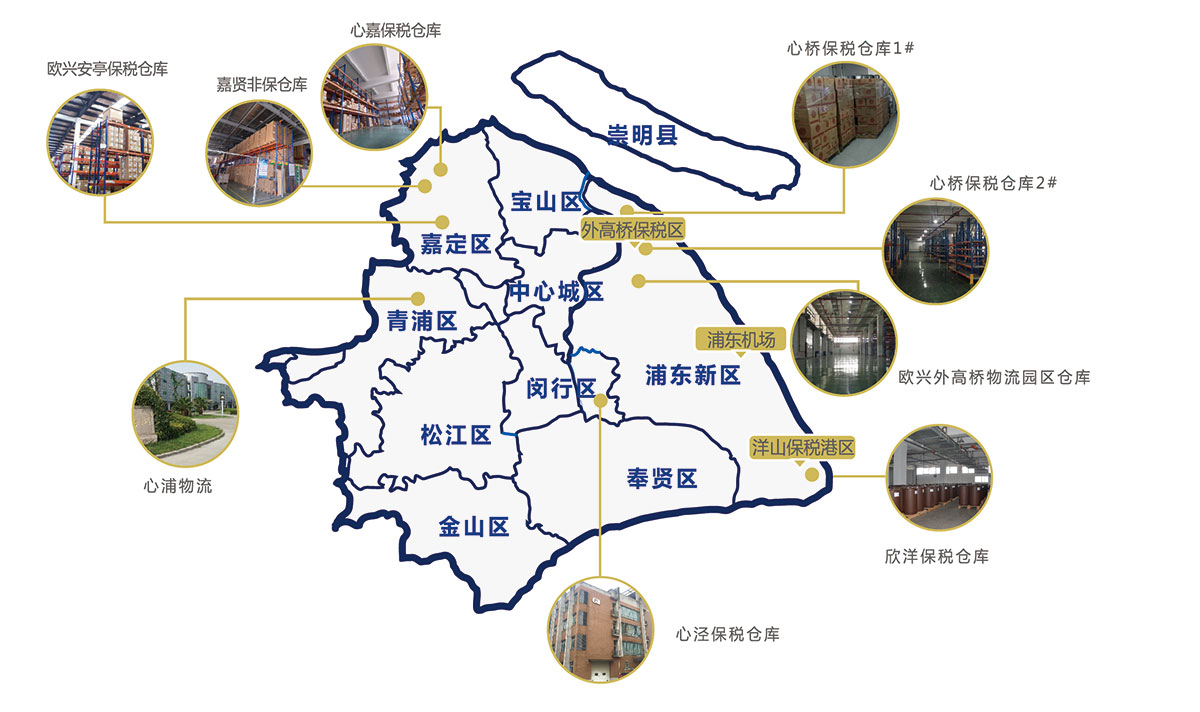 心嘉保税仓库
心桥保税仓库1#
欧兴安亭保税仓库
嘉贤非保仓库
崇明县
心桥保税仓库2#
宝山区
外高桥保税区
嘉定区
中心城区
青浦区
浦东机场
浦东新区
欧兴外高桥物流园区仓库
闵行区
松江区
洋山保税港区
奉贤区
心浦物流
金山区
欣洋保税仓库
心泾保税仓库